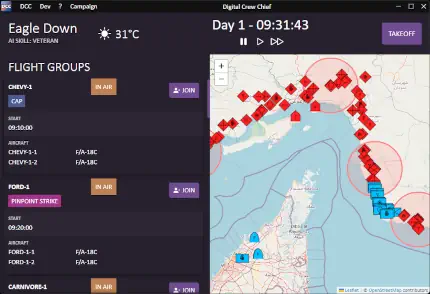 DCC
DCC Dev ? Campaign
Digital Crew Chief
Eagle Down
AI SKILL: VETERAN
31°C
Day 1 - 09:31:43
TAKEOFF
FLIGHT GROUPS
CHEVY-1
IN AIR
JOIN
CAP
START
09:10:00
AIRCRAFT
CHEVY-1-1 F/A-18C
CHEVY-1-2 F/A-18C
FORD-1
IN AIR
JOIN
PINPOINT STRIKE
START
09:20:00
AIRCRAFT
FORD-1-1 F/A-18C
FORD-1-2 F/A-18C
CARNIVORE-1
IN AIR
JOIN
+
−
Leaflet | © OpenStreetMap contributors